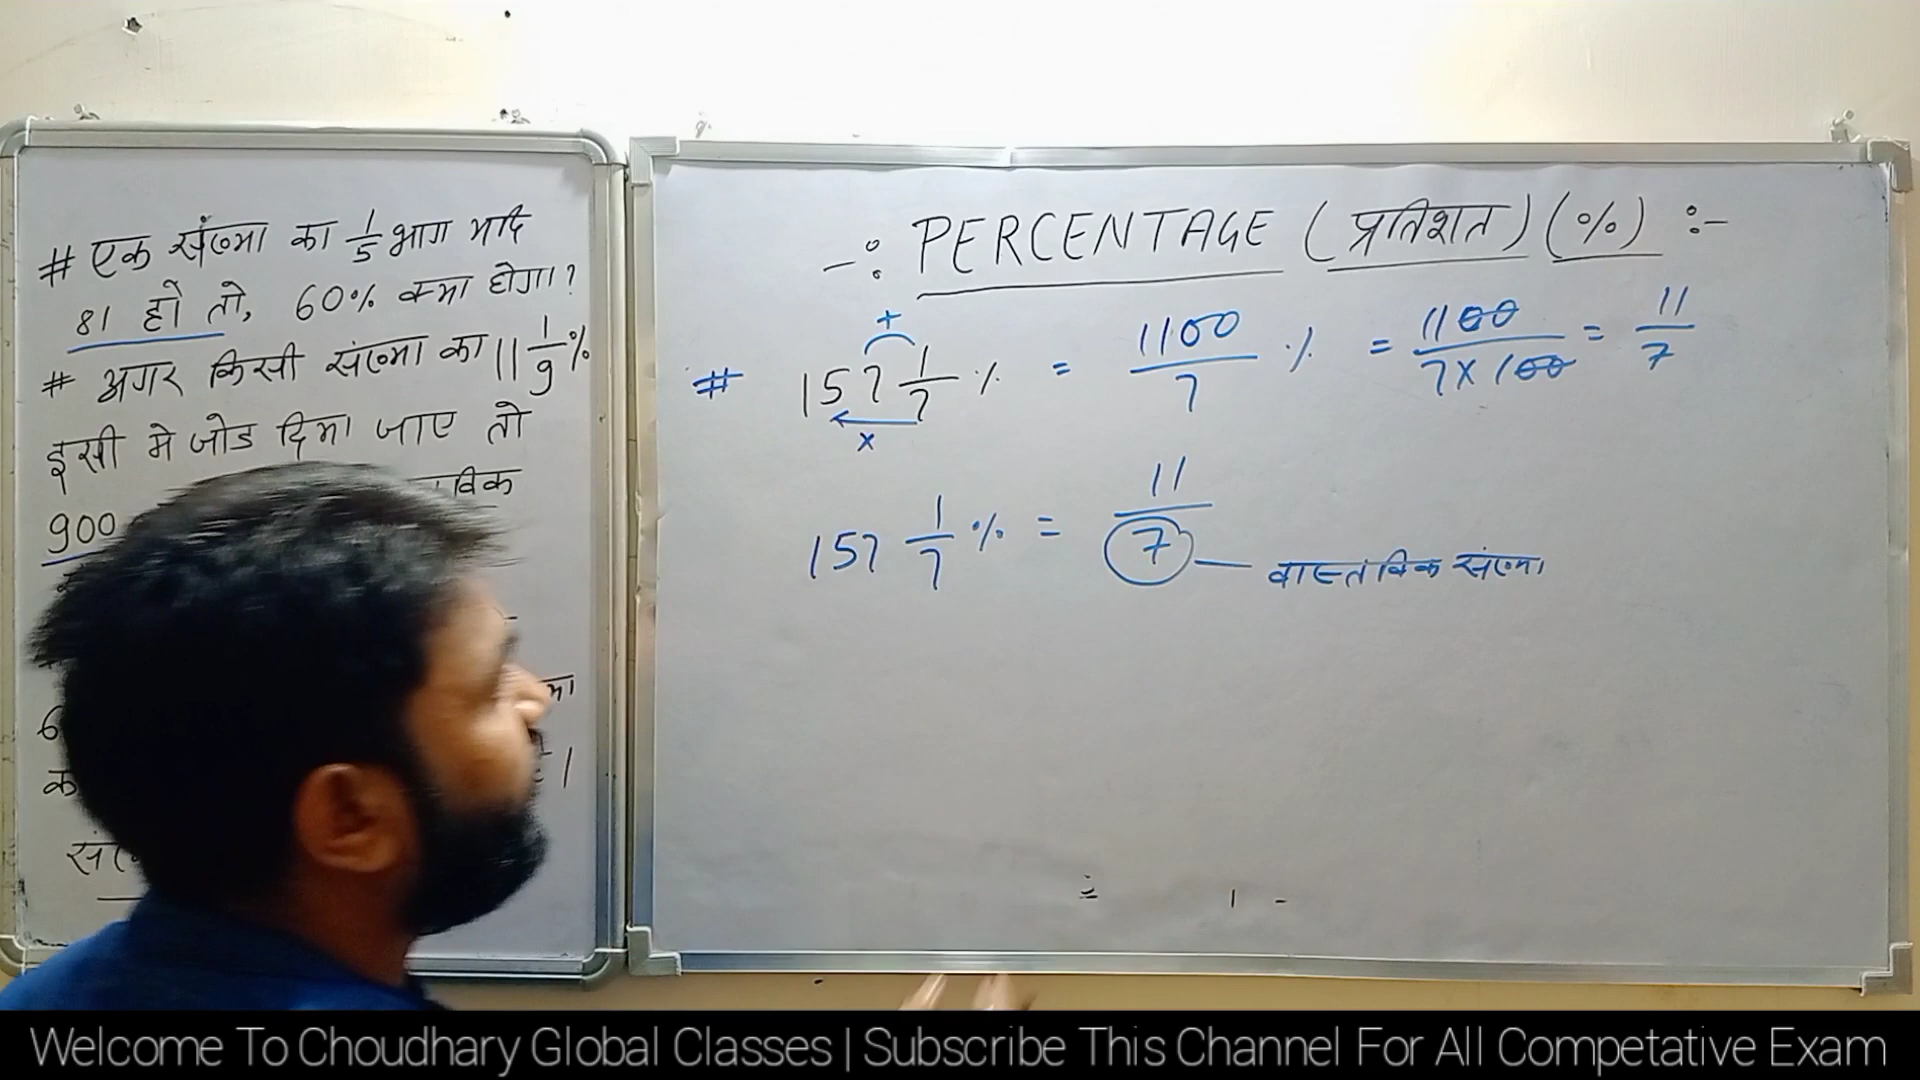 # एक संख्या का 1/5 भाग यदि
81 हो तो, 60% क्या होगा?
# अगर किसी संख्या का 11 1/9 %
इसी मे जोड दिया जाए तो
900
-: PERCENTAGE (प्रतिशत) (%) :-
+
# 157 1/7 % = 1100/7 % = 1100/7 x 100 = 11/7
x
157 1/7 % = 11/7 — वास्तविक संख्या
Welcome To Choudhary Global Classes | Subscribe This Channel For All Competative Exam